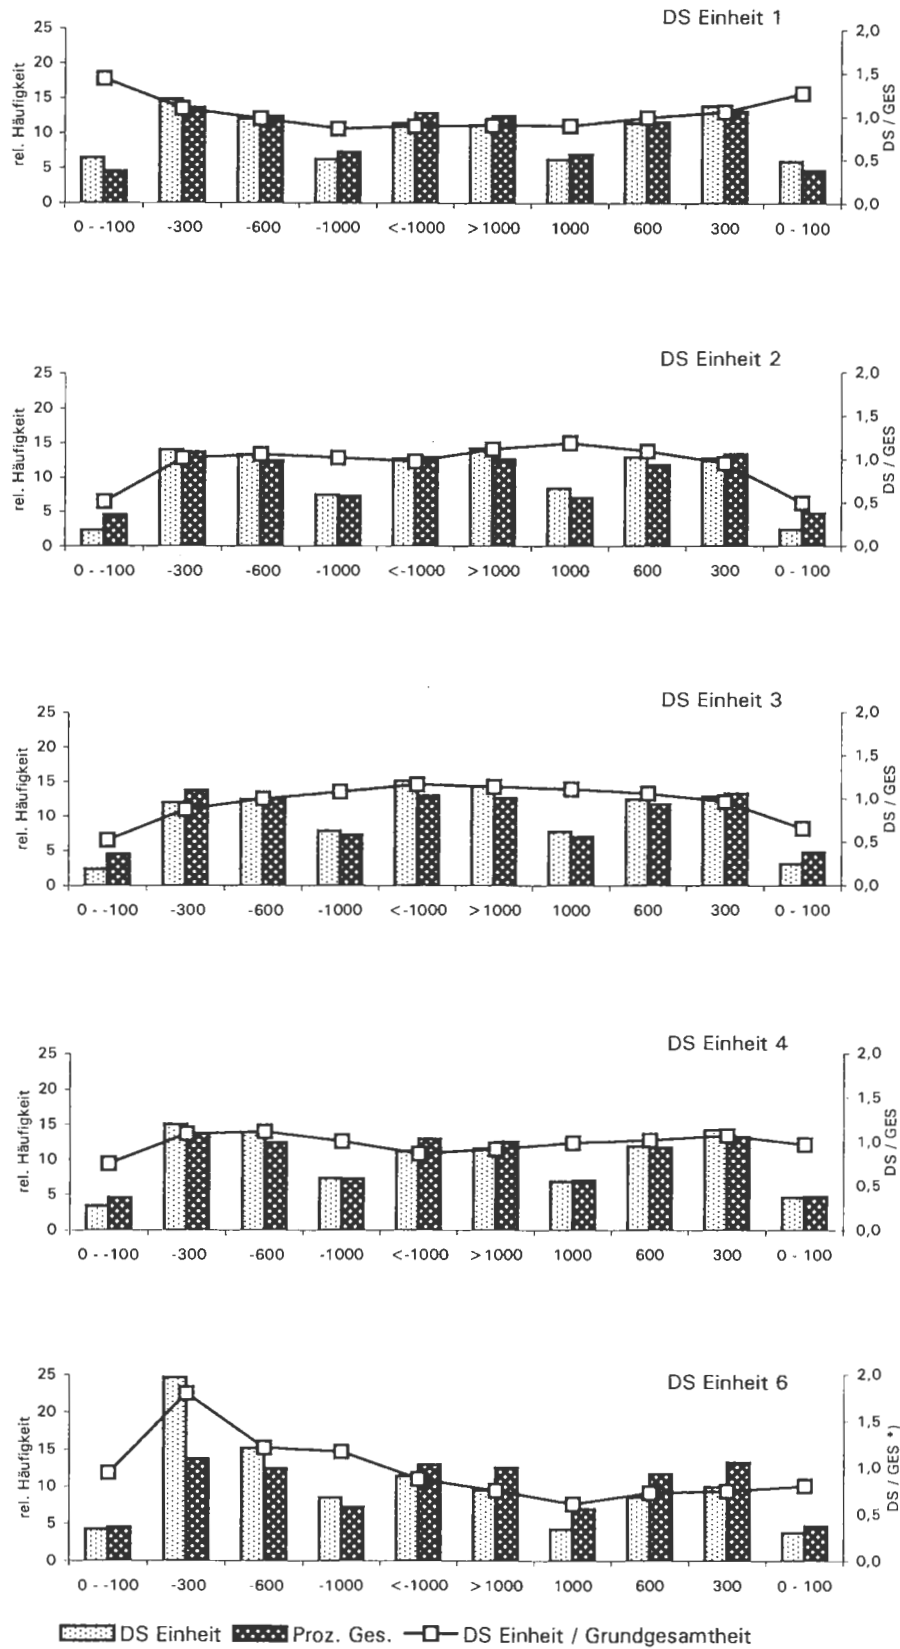 DS Einheit 1
rel. Häufigkeit
25
20
15
10
5
0
2,0
1,5
1,0
0,5
0,0
DS / GES
0 - -100 -300 -600 -1000 <-1000 >1000 1000 600 300 0 - 100
DS Einheit 2
rel. Häufigkeit
25
20
15
10
5
0
2,0
1,5
1,0
0,5
0,0
DS / GES
0 - -100 -300 -600 -1000 <-1000 >1000 1000 600 300 0 - 100
DS Einheit 3
rel. Häufigkeit
25
20
15
10
5
0
2,0
1,5
1,0
0,5
0,0
DS / GES
0 - -100 -300 -600 -1000 <-1000 >1000 1000 600 300 0 - 100
DS Einheit 4
rel. Häufigkeit
25
20
15
10
5
0
2,0
1,5
1,0
0,5
0,0
DS / GES
0 - -100 -300 -600 -1000 <-1000 >1000 1000 600 300 0 - 100
DS Einheit 6
rel. Häufigkeit
25
20
15
10
5
0
2,0
1,5
1,0
0,5
0,0
DS / GES *)
0 - -100 -300 -600 -1000 <-1000 >1000 1000 600 300 0 - 100
DS Einheit Proz. Ges. DS Einheit / Grundgesamtheit